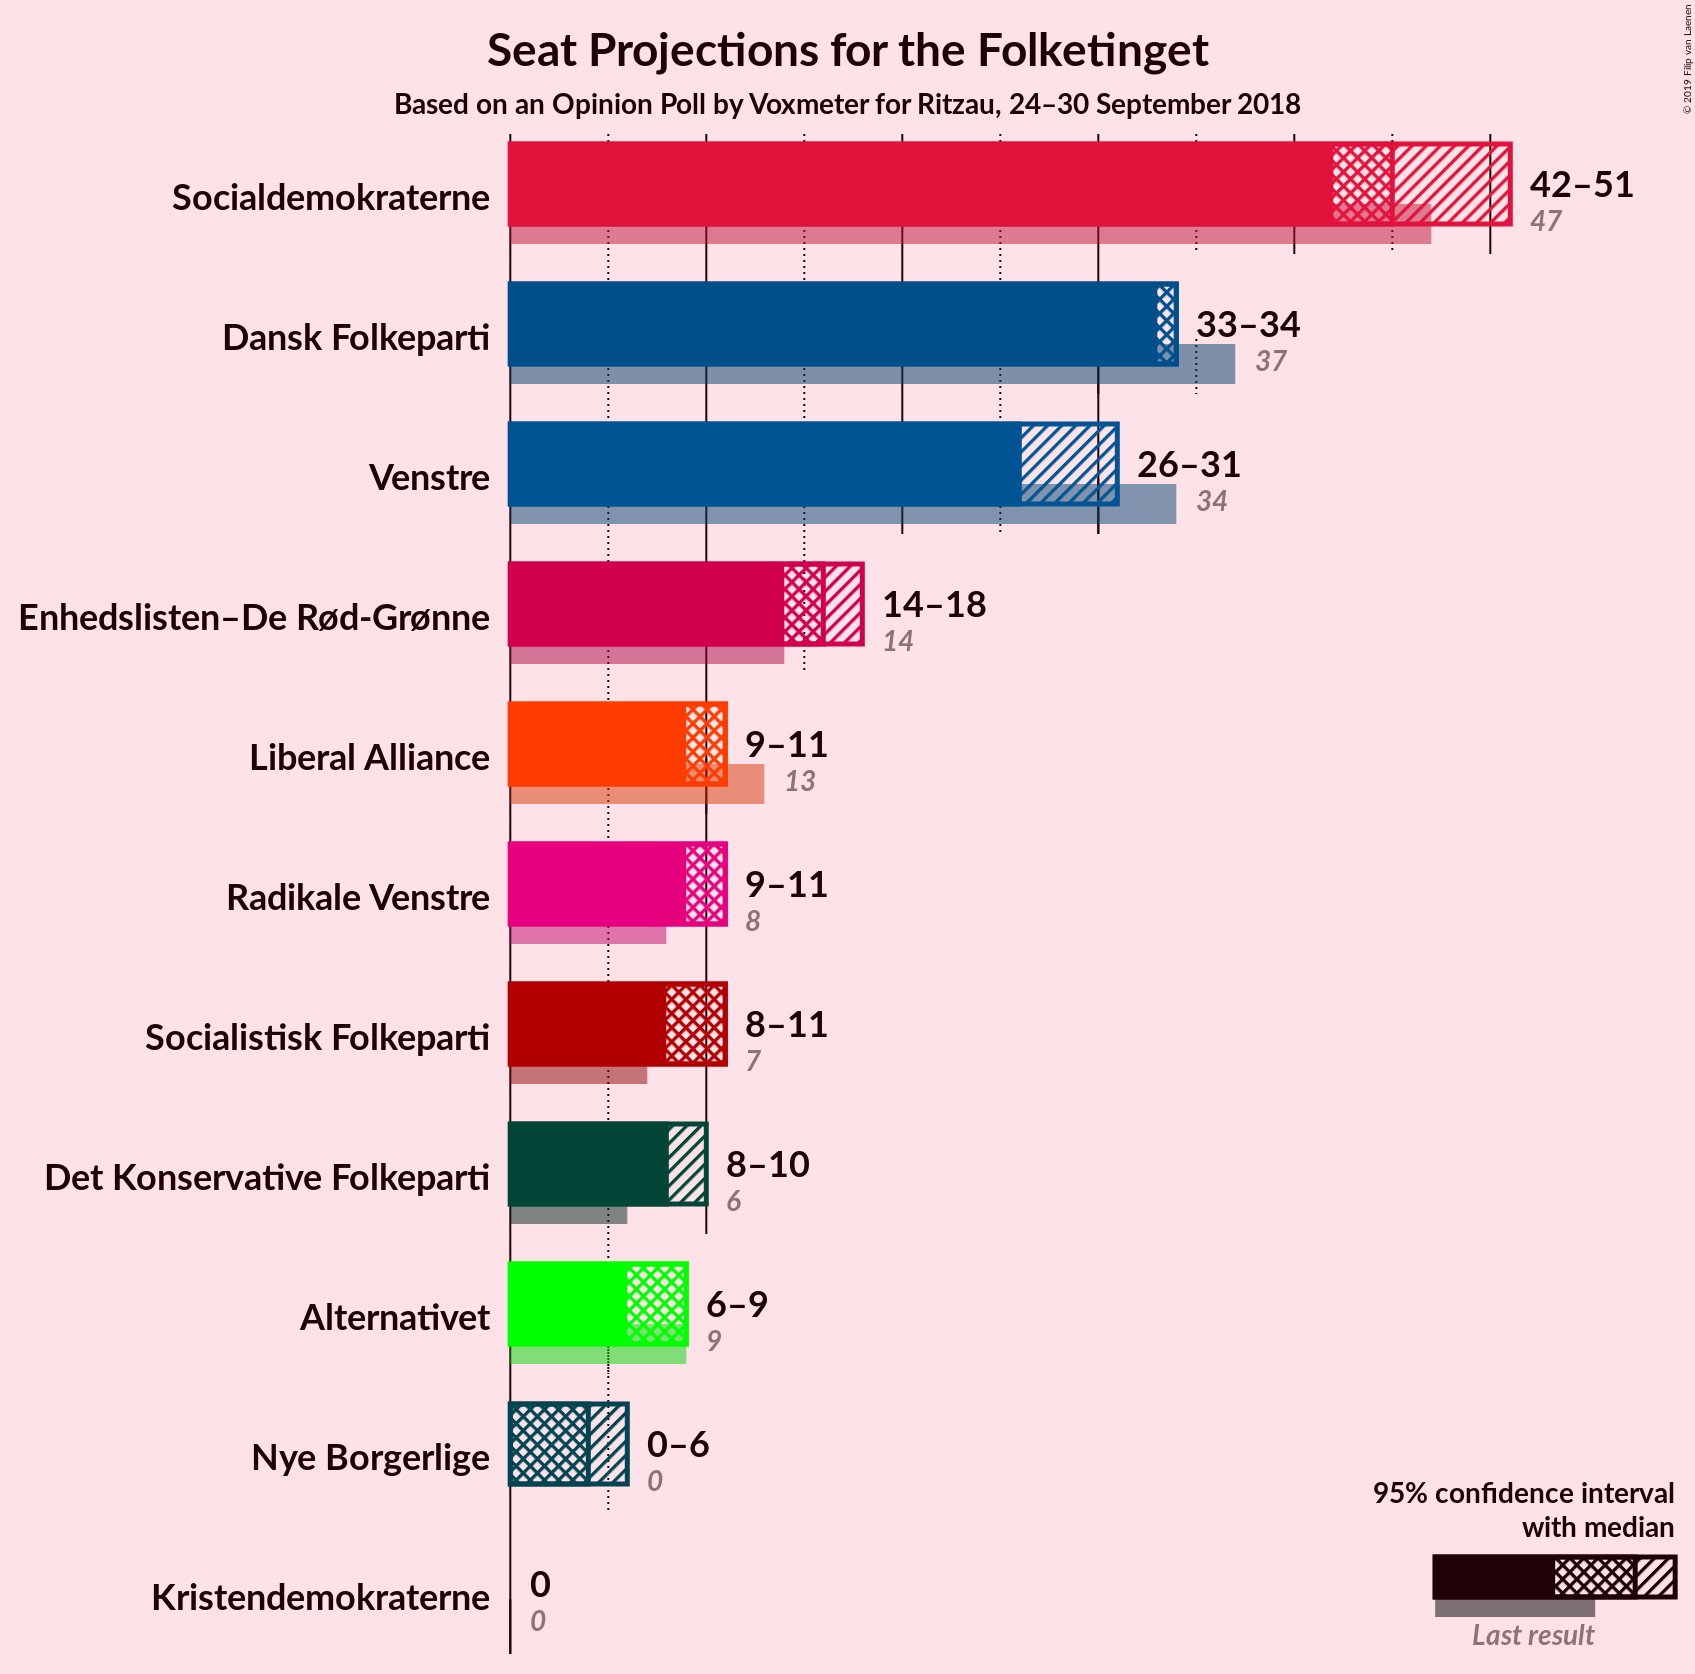 Seat Projections for the Folketinget
Based on an Opinion Poll by Voxmeter for Ritzau, 24–30 September 2018
© 2019 Filip van Laenen
Socialdemokraterne
42–51
47
Dansk Folkeparti
33–34
37
Venstre
26–31
34
Enhedslisten–De Rød-Grønne
14–18
14
Liberal Alliance
9–11
13
Radikale Venstre
9–11
8
Socialistisk Folkeparti
8–11
7
Det Konservative Folkeparti
8–10
6
Alternativet
6–9
9
Nye Borgerlige
0–6
0
Kristendemokraterne
0
0
95% confidence interval
with median
Last result